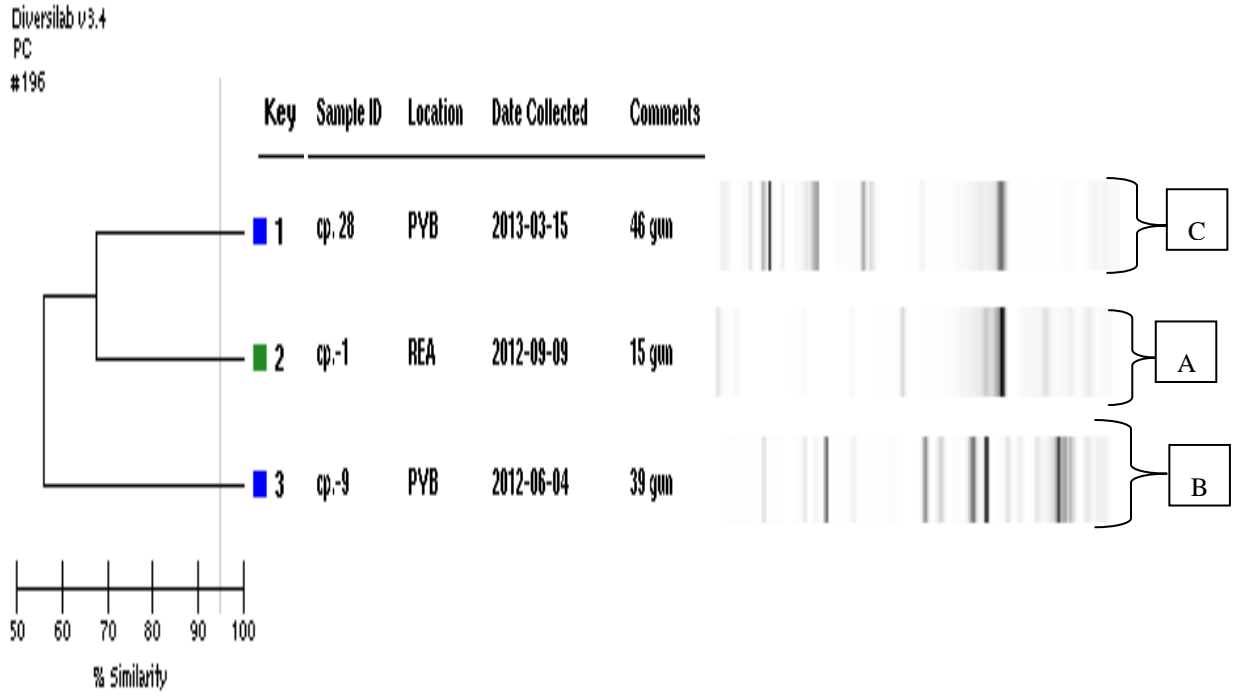 Diversilab v3.4
PC
#196
Key Sample ID Location Date Collected Comments
1 cp. 28 PYB 2013-03-15 46 gun
C
2 cp.-1 REA 2012-09-09 15 gun
A
3 cp.-9 PYB 2012-06-04 39 gun
B
50 60 70 80 90 100
% Similarity